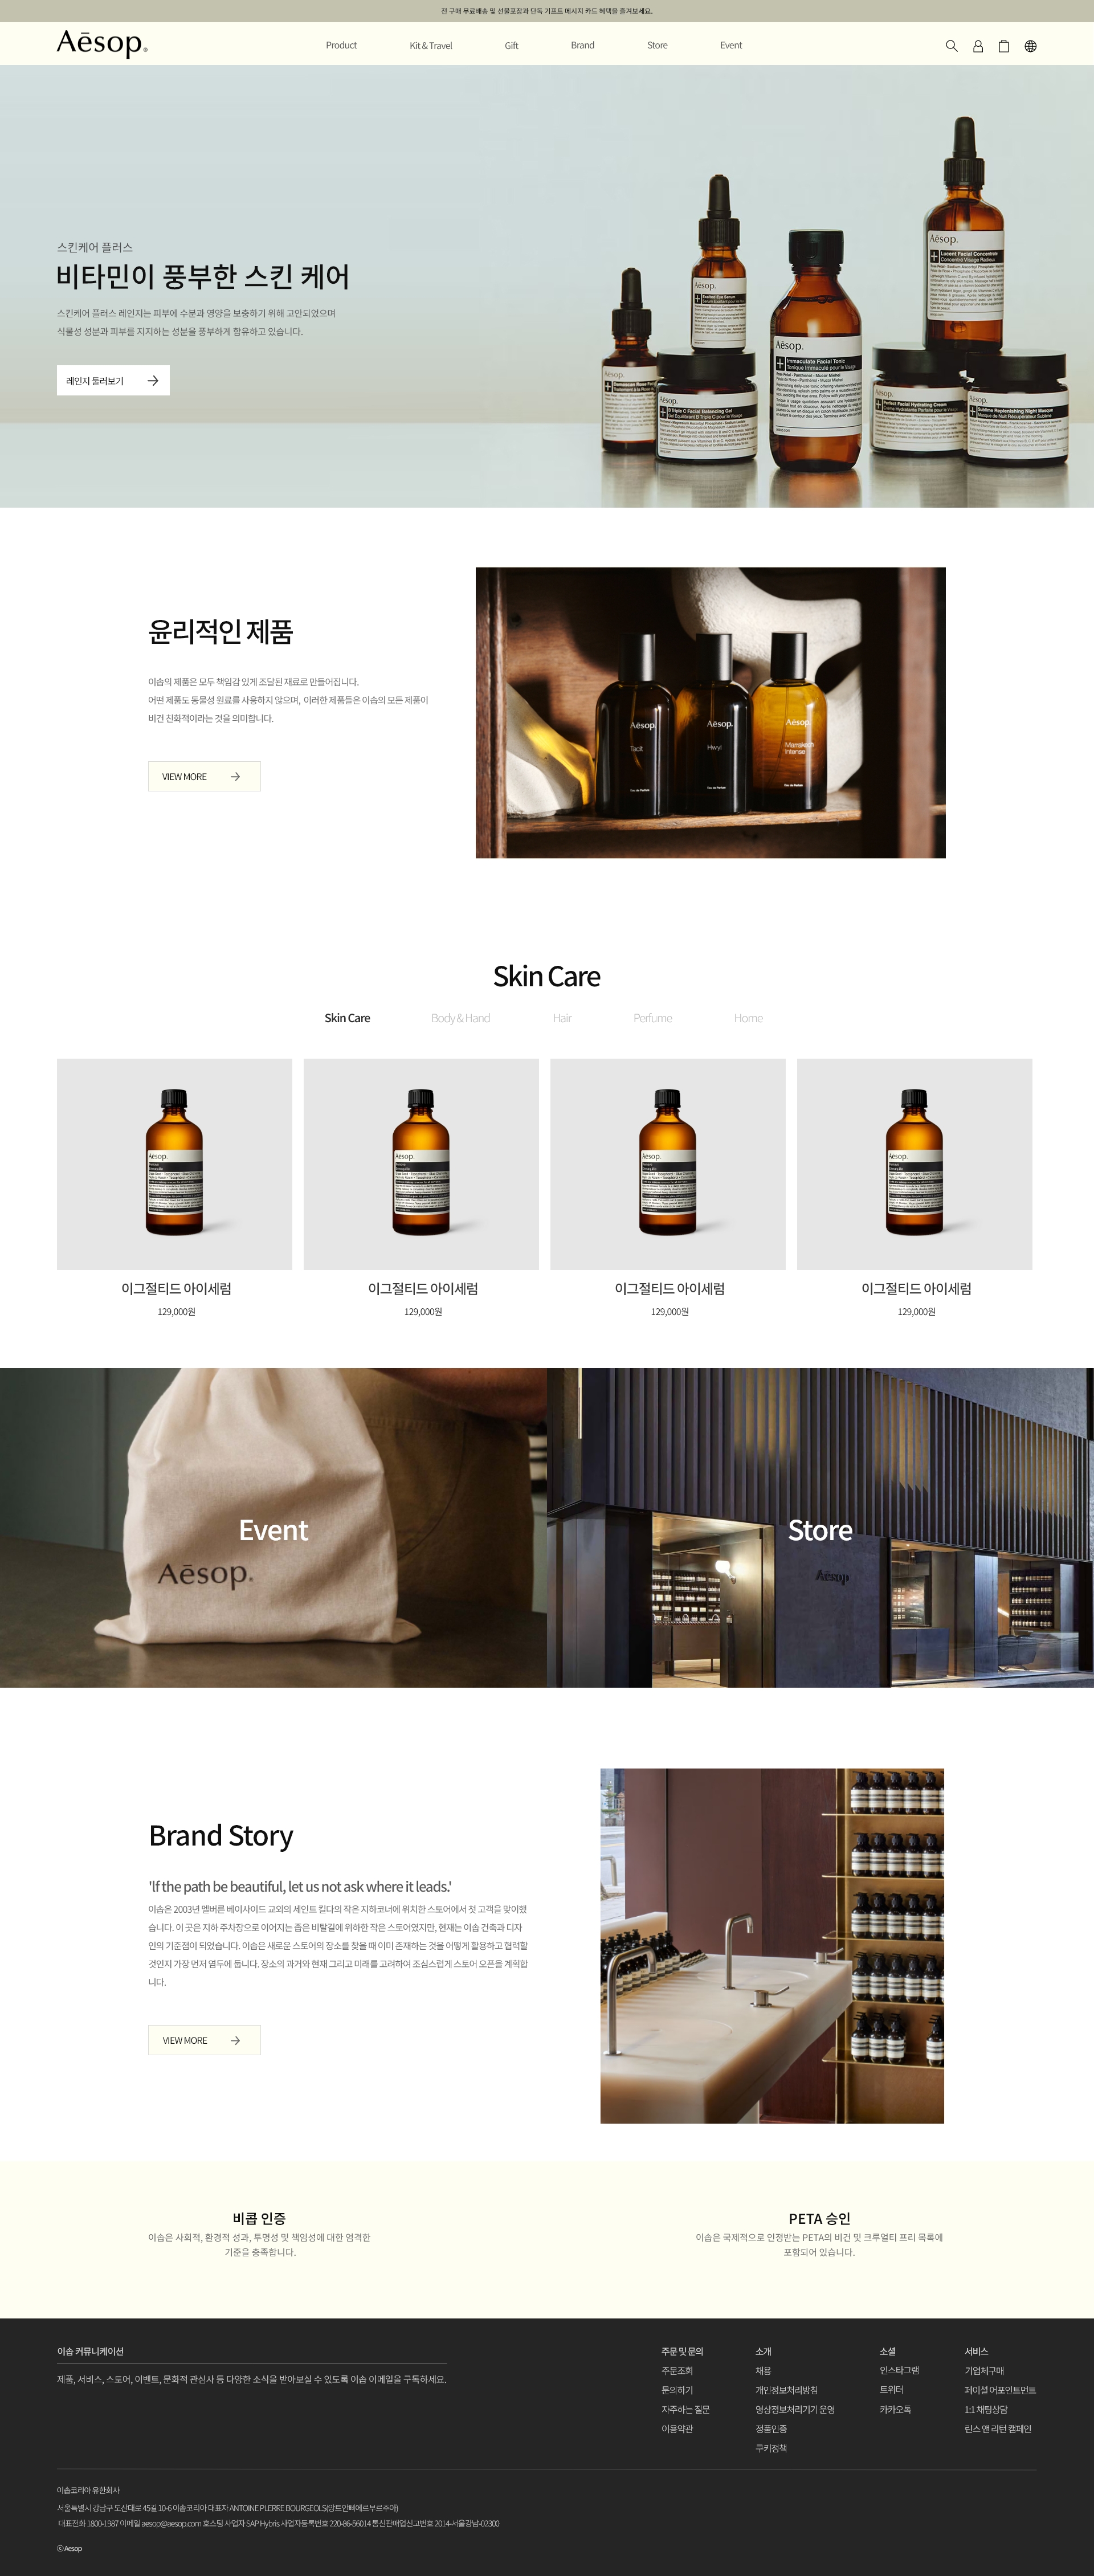 전 구매 무료배송 및 선물포장과 단독 기프트 메시지 카드 혜택을 즐겨보세요.
Aēsop®
Product Kit & Travel Gift Brand Store Event
스킨케어 플러스
비타민이 풍부한 스킨 케어
스킨케어 플러스 레인지는 피부에 수분과 영양을 보충하기 위해 고안되었으며
식물성 성분과 피부를 지지하는 성분을 풍부하게 함유하고 있습니다.
레인지 둘러보기
Aēsop.
Lucent Facial Concentrate
Aēsop.
Aēsop.
Immaculate Facial Tonic
Aēsop.
Aēsop.
B Triple C Facial Balancing Gel
Aēsop.
Perfect Facial Hydrating Cream
Aēsop.
Sublime Replenishing Night Masque
윤리적인 제품
이솝의 제품은 모두 책임감 있게 조달된 재료로 만들어집니다.
어떤 제품도 동물성 원료를 사용하지 않으며, 이러한 제품들은 이솝의 모든 제품이
비건 친화적이라는 것을 의미합니다.
VIEW MORE
Aēsop.
Tacit
Aēsop.
Hwyl
Aēsop.
Marrakech
Intense
Skin Care
Skin Care Body & Hand Hair Perfume Home
Aēsop.
Aēsop.
Aēsop.
Aēsop.
이그절티드 아이세럼 이그절티드 아이세럼 이그절티드 아이세럼 이그절티드 아이세럼
129,000원 129,000원 129,000원 129,000원
Event
Aēsop.
Store
Aēsop.
Brand Story
'If the path be beautiful, let us not ask where it leads.'
이솝은 2003년 멜버른 베이사이드 교외의 세인트 킬다의 작은 지하코너에 위치한 스토어에서 첫 고객을 맞이했
습니다. 이 곳은 지하 주차장으로 이어지는 좁은 비탈길에 위하한 작은 스토어였지만, 현재는 이솝 건축과 디자
인의 기준점이 되었습니다. 이솝은 새로운 스토어의 장소를 찾을 때 이미 존재하는 것을 어떻게 활용하고 협력할
것인지 가장 먼저 염두에 둡니다. 장소의 과거와 현재 그리고 미래를 고려하여 조심스럽게 스토어 오픈을 계획합
니다.
VIEW MORE
비콥 인증
이솝은 사회적, 환경적 성과, 투명성 및 책임성에 대한 엄격한
기준을 충족합니다.
PETA 승인
이솝은 국제적으로 인정받는 PETA의 비건 및 크루얼티 프리 목록에
포함되어 있습니다.
이솝 커뮤니케이션
제품, 서비스, 스토어, 이벤트, 문화적 관심사 등 다양한 소식을 받아보실 수 있도록 이솝 이메일을 구독하세요.
주문 및 문의
주문조회
문의하기
자주하는 질문
이용약관
소개
채용
개인정보처리방침
영상정보처리기기 운영
정품인증
쿠키정책
소셜
인스타그램
트위터
카카오톡
서비스
기업체구매
페이셜 어포인트먼트
1:1 채팅상담
린스 앤 리턴 캠페인
이솝코리아 유한회사
서울특별시 강남구 도산대로 45길 10-6 이솝코리아 대표자 ANTOINE PLERRE BOURGEOLS(앙트안삐에르부르주아)
대표전화 1800-1987 이메일 aesop@aesop.com 호스팅 사업자 SAP Hybris 사업자등록번호 220-86-56014 통신판매업신고번호 2014-서울강남-02300
ⓒ Aesop